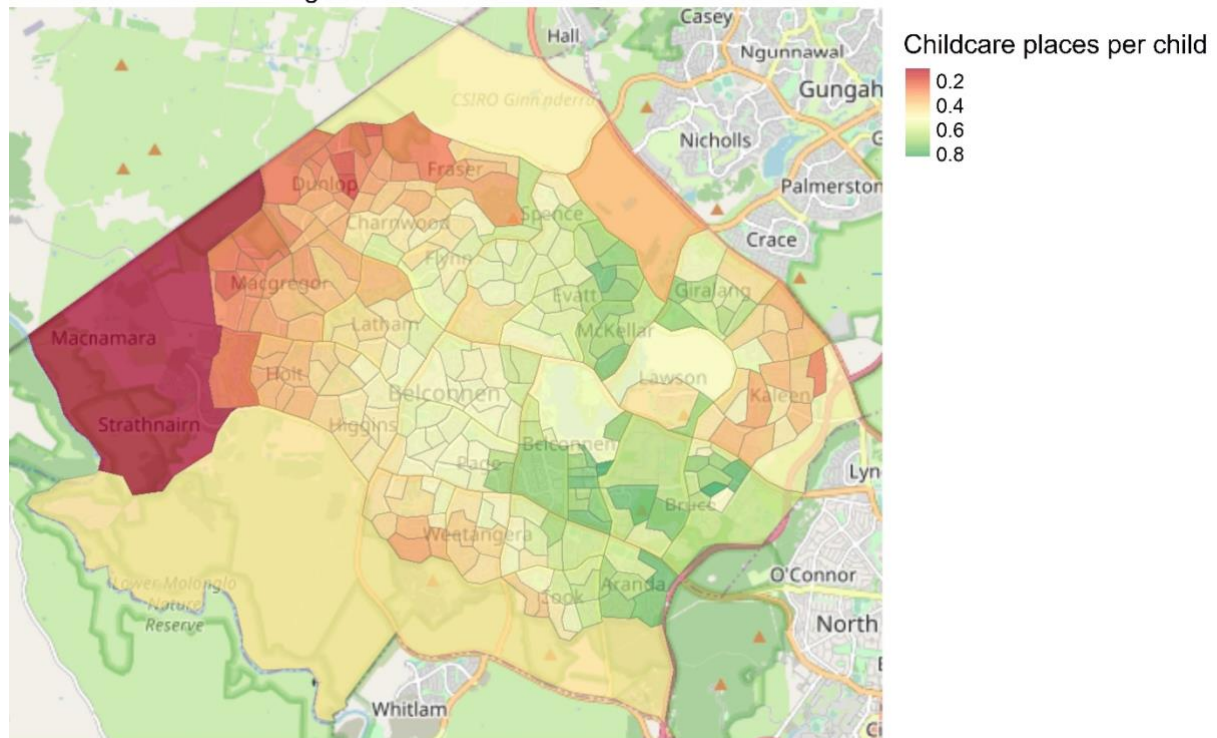 Casey
Hall
Ngunnawal
Childcare places per child
0.2
0.4
0.6
0.8
Gungah
CSIRO Ginninderra
Nicholls
Fraser
Dunlop
Palmerston
Spence
Charnwood
Crace
Flynn
Macgregor
Evatt
Giralang
Latham
McKellar
Macnamara
Holt
Lawson
Belconnen
Kaleen
Strathnairn
Higgins
Belconnen
Page
Lyn
Bruce
Weetangera
O'Connor
Lower Molonglo
Nature
Reserve
Cook
Aranda
North
Whitlam
Ci